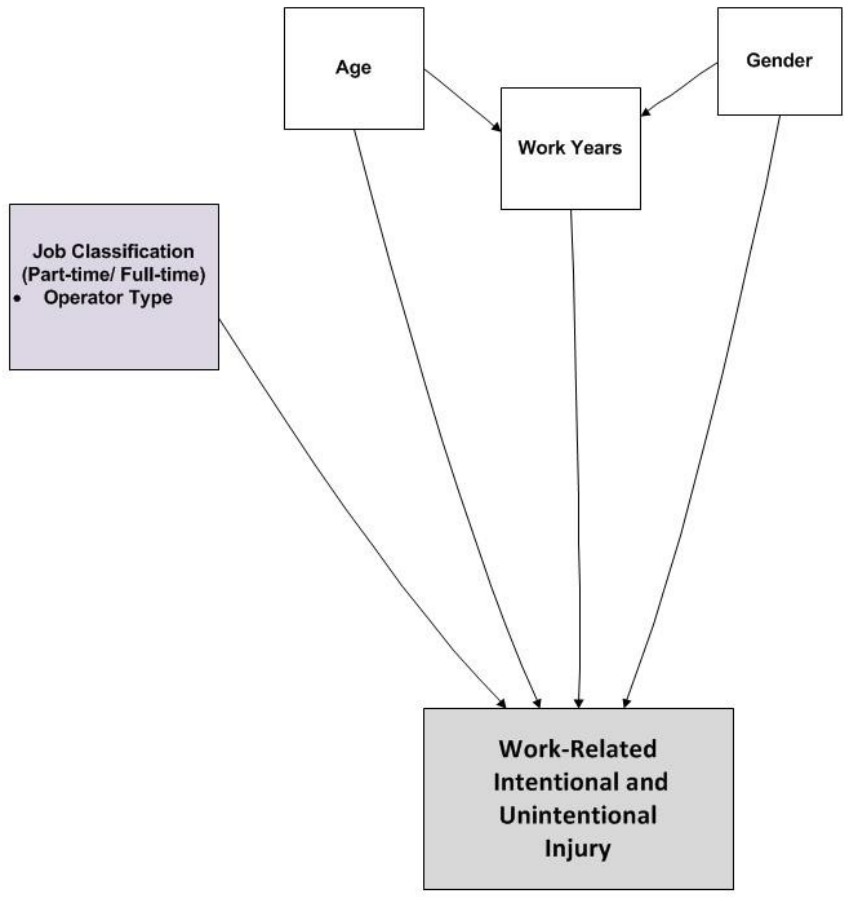 Age
Gender
Work Years
Job Classification
(Part-time/ Full-time)
• Operator Type
Work-Related
Intentional and
Unintentional
Injury